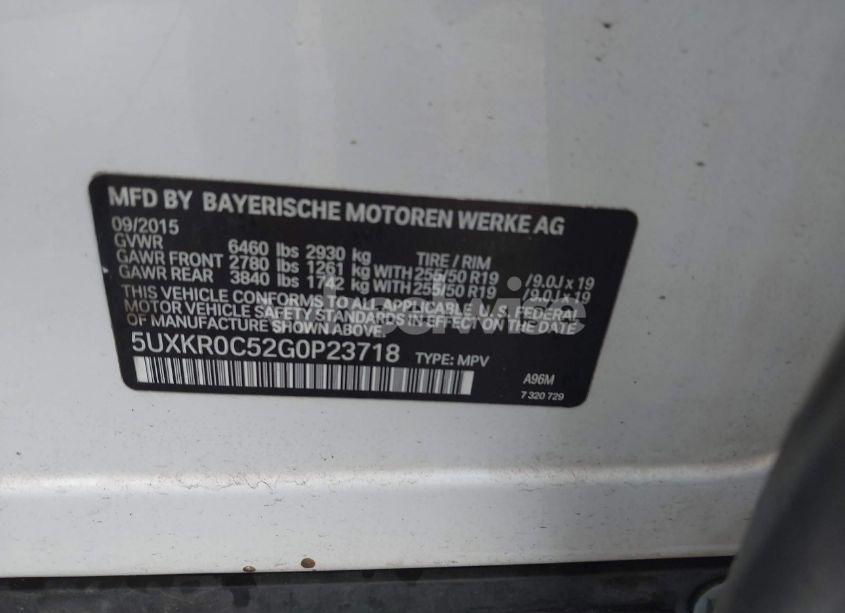 MFD BY BAYERISCHE MOTOREN WERKE AG
09/2015
GVWR 6460 lbs 2930 kg TIRE / RIM
GAWR FRONT 2780 lbs 1261 kg WITH 255/50 R19 /9.0J x 19
GAWR REAR 3840 lbs 1742 kg WITH 255/50 R19 /9.0J x 19
THIS VEHICLE CONFORMS TO ALL APPLICABLE U.S. FEDERAL
MOTOR VEHICLE SAFETY STANDARDS IN EFFECT ON THE DATE
OF MANUFACTURE SHOWN ABOVE.
5UXKR0C52G0P23718 TYPE: MPV
A96M
7 320 729